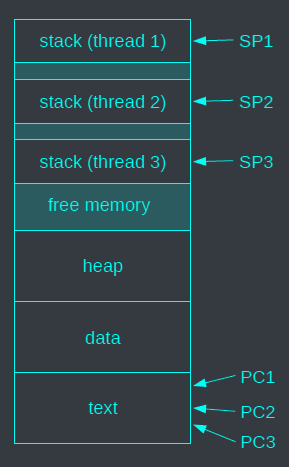 stack (thread 1)
SP1
stack (thread 2)
SP2
stack (thread 3)
SP3
free memory
heap
data
PC1
text
PC2
PC3